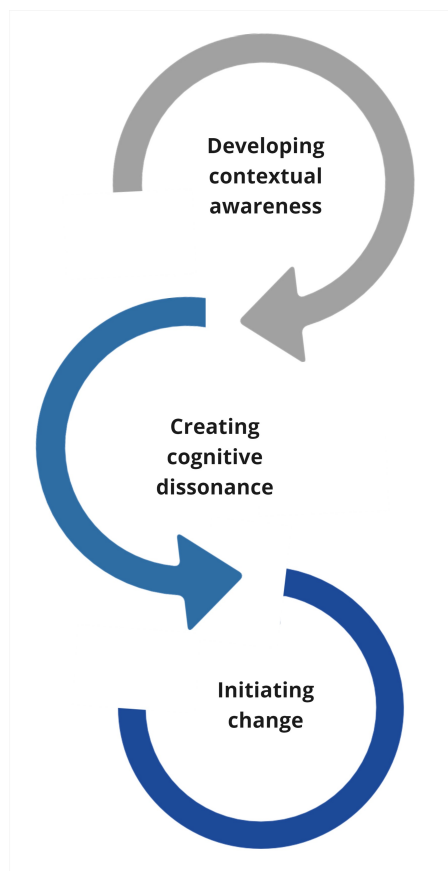 Developing
contextual
awareness
Creating
cognitive
dissonance
Initiating
change